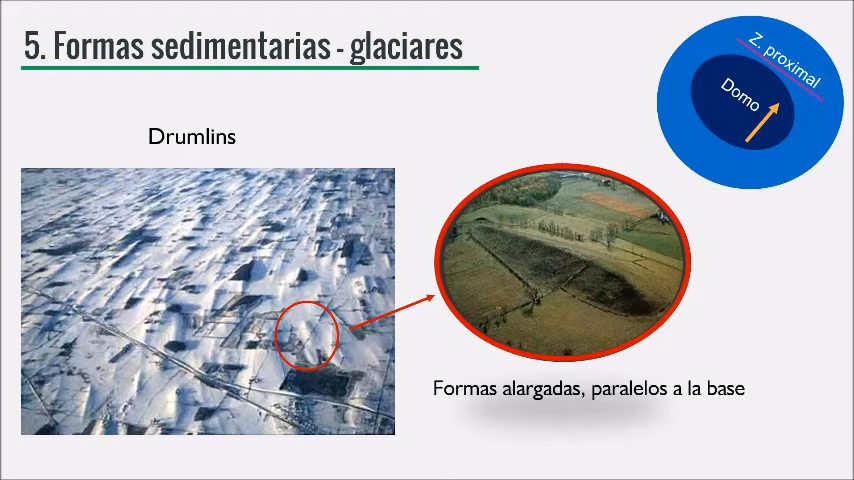 5. Formas sedimentarias - glaciares
Z. proximal
Domo
Drumlins
Formas alargadas, paralelos a la base